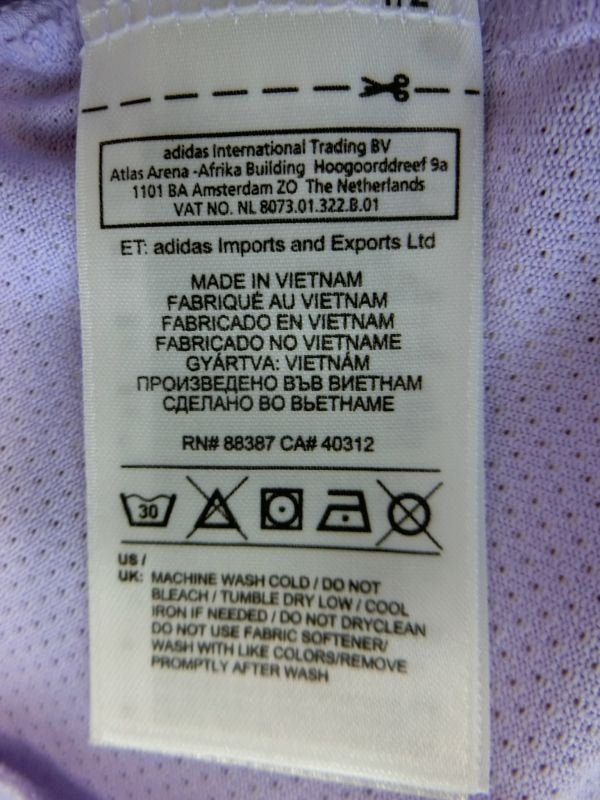 adidas International Trading BV
Atlas Arena -Afrika Building Hoogoorddreef 9a
1101 BA Amsterdam ZO The Netherlands
VAT NO. NL 8073.01.322.B.01
ET: adidas Imports and Exports Ltd
MADE IN VIETNAM
FABRIQUÉ AU VIETNAM
FABRICADO EN VIETNAM
FABRICADO NO VIETNAME
GYÁRTVA: VIETNÁM
ПРОИЗВЕДЕНО ВЪВ ВИЕТНАМ
СДЕЛАНО ВО ВЬЕТНАМЕ
RN# 88387 CA# 40312
30
US /
UK: MACHINE WASH COLD / DO NOT
BLEACH / TUMBLE DRY LOW / COOL
IRON IF NEEDED / DO NOT DRYCLEAN
DO NOT USE FABRIC SOFTENER/
WASH WITH LIKE COLORS/REMOVE
PROMPTLY AFTER WASH